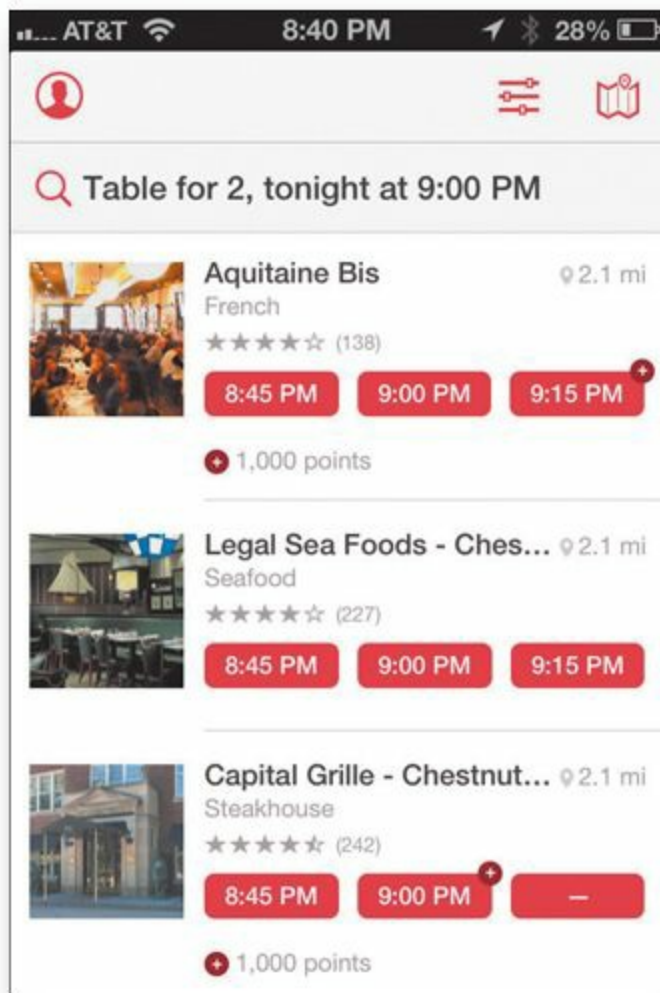 AT&T 8:40 PM 28%
Table for 2, tonight at 9:00 PM
Aquitaine Bis 2.1 mi
French
(138)
8:45 PM 9:00 PM 9:15 PM
1,000 points
Legal Sea Foods - Ches... 2.1 mi
Seafood
(227)
8:45 PM 9:00 PM 9:15 PM
Capital Grille - Chestnut... 2.1 mi
Steakhouse
(242)
8:45 PM 9:00 PM –
1,000 points